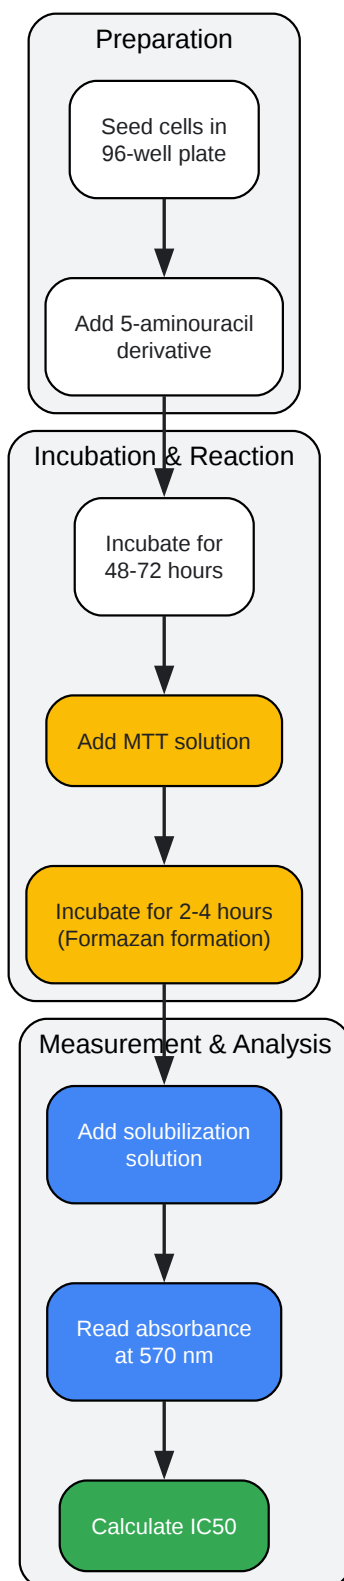 Preparation
Seed cells in
96-well plate
Add 5-aminouracil
derivative
Incubation & Reaction
Incubate for
48-72 hours
Add MTT solution
Incubate for 2-4 hours
(Formazan formation)
Measurement & Analysis
Add solubilization
solution
Read absorbance
at 570 nm
Calculate IC50